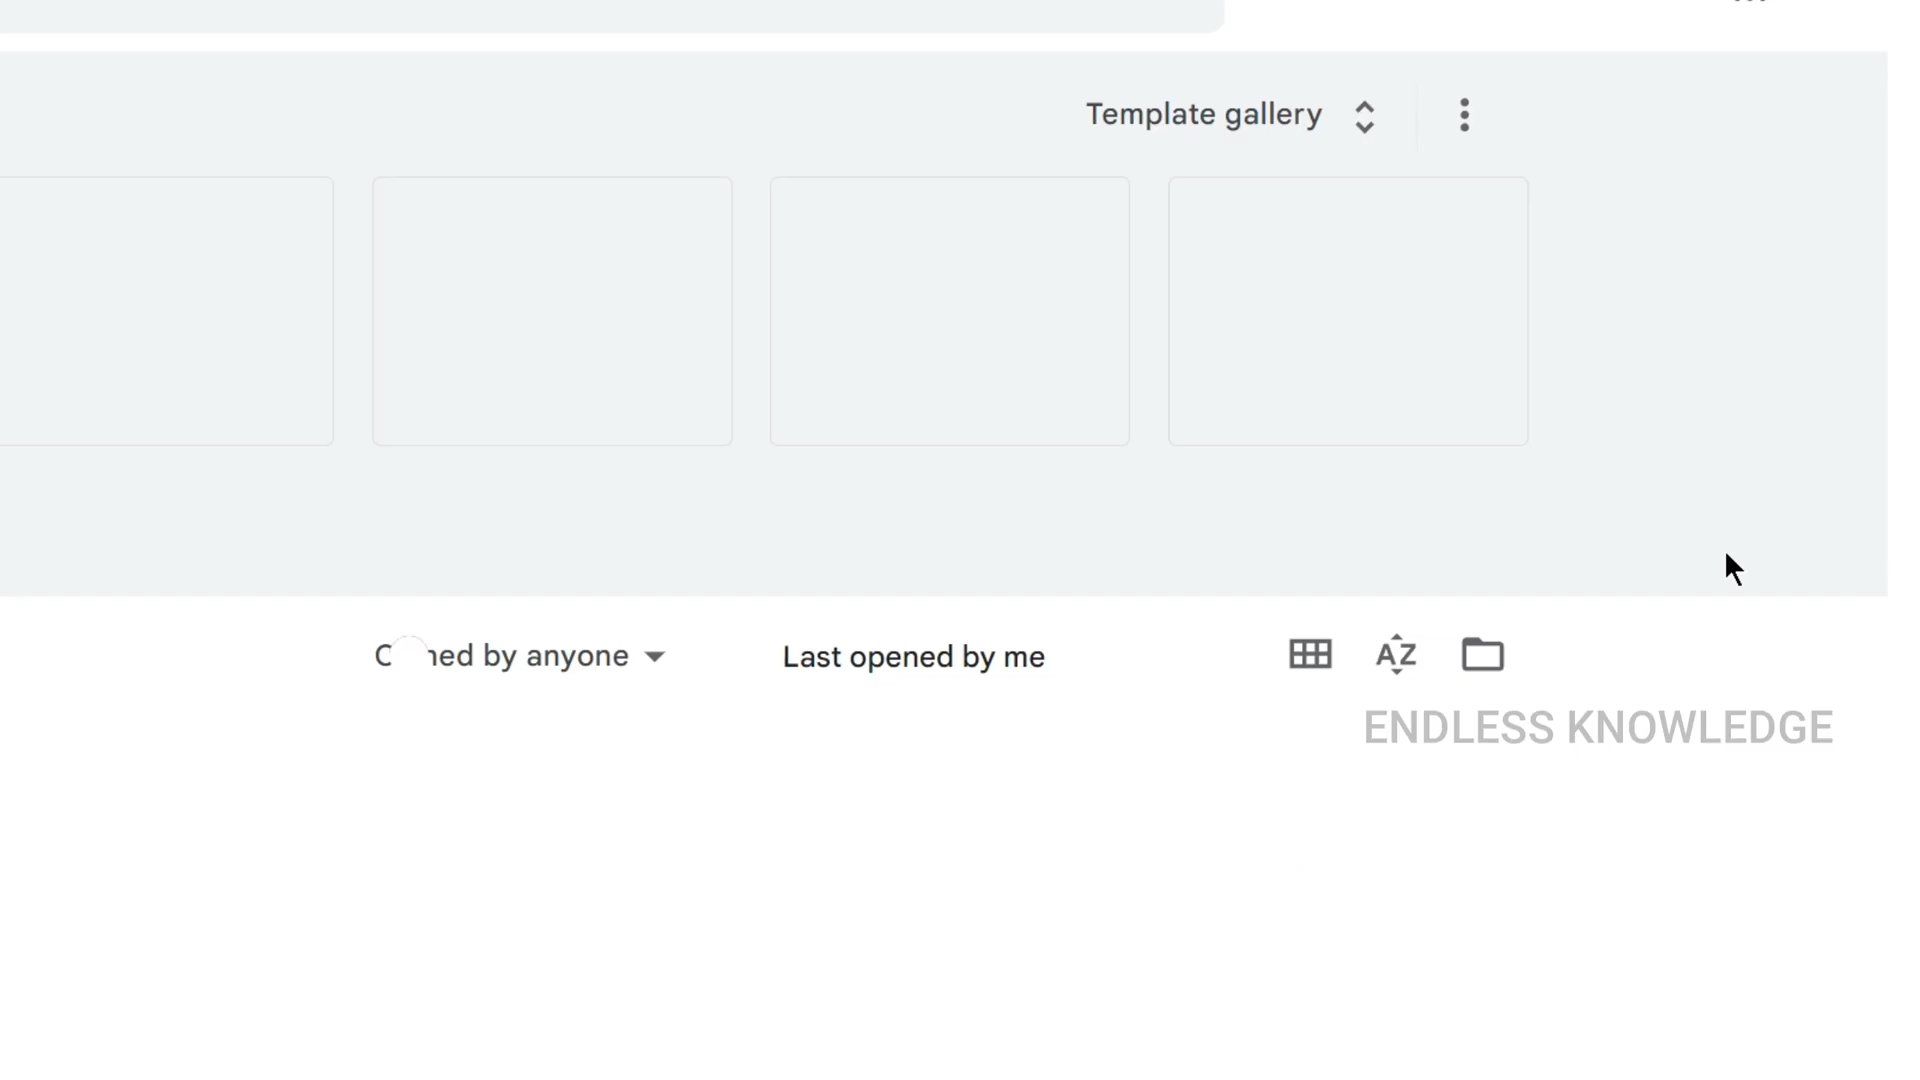 Template gallery
ned by anyone
Last opened by me
AZ
ENDLESS KNOWLEDGE